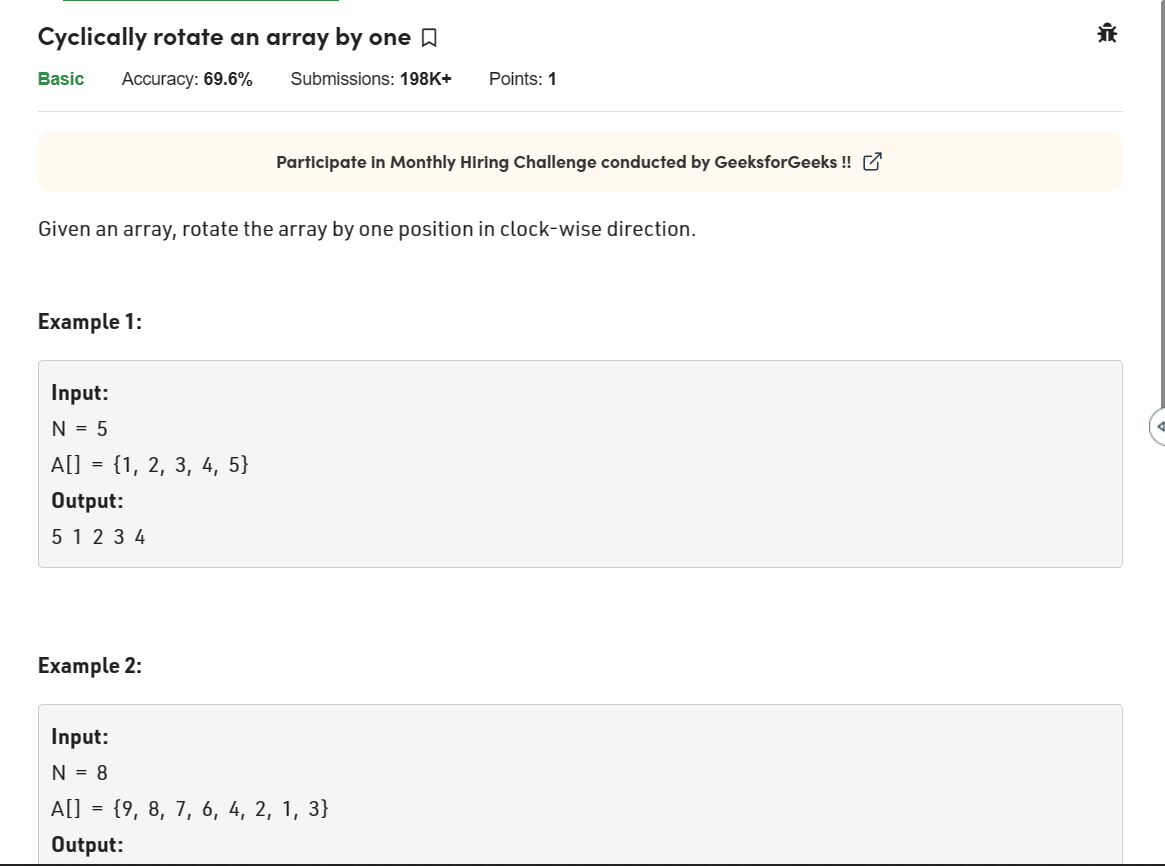 Cyclically rotate an array by one
Basic Accuracy: 69.6% Submissions: 198K+ Points: 1
Participate in Monthly Hiring Challenge conducted by GeeksforGeeks !!
Given an array, rotate the array by one position in clock-wise direction.
Example 1:
Input:
N = 5
A[] = {1, 2, 3, 4, 5}
Output:
5 1 2 3 4
Example 2:
Input:
N = 8
A[] = {9, 8, 7, 6, 4, 2, 1, 3}
Output: